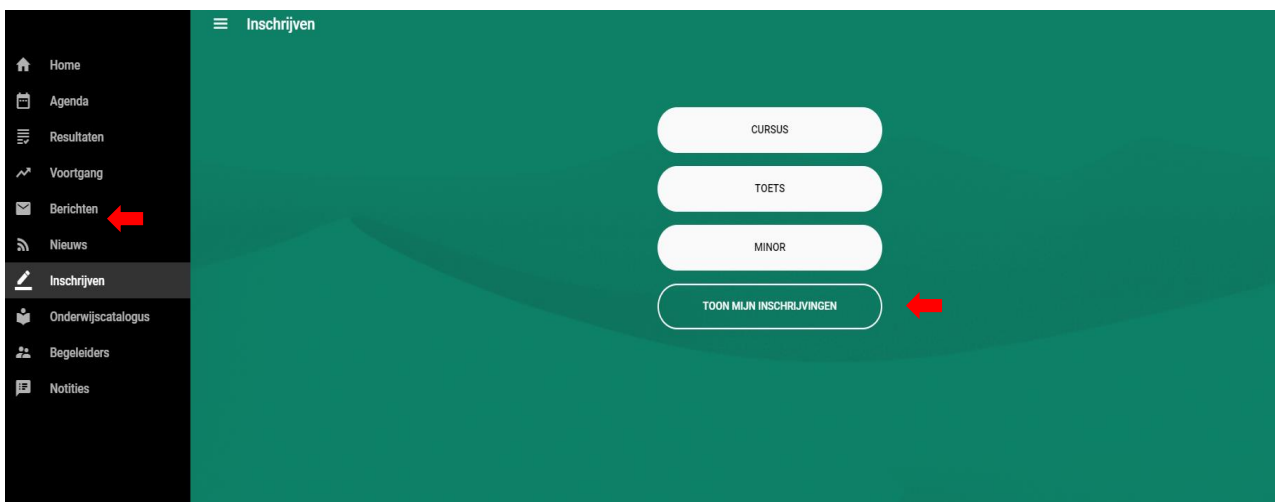 Inschrijven
Home
Agenda
Resultaten
Voortgang
Berichten
Nieuws
Inschrijven
Onderwijscatalogus
Begeleiders
Notities
CURSUS
TOETS
MINOR
TOON MIJN INSCHRIJVINGEN